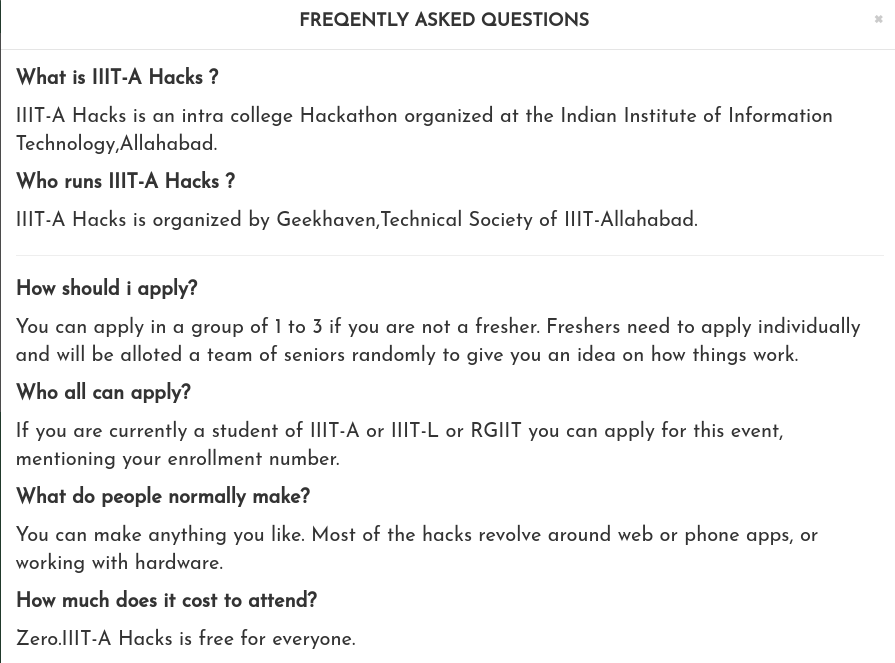 FREQENTLY ASKED QUESTIONS
What is IIIT-A Hacks ?
IIIT-A Hacks is an intra college Hackathon organized at the Indian Institute of Information
Technology,Allahabad.
Who runs IIIT-A Hacks ?
IIIT-A Hacks is organized by Geekhaven,Technical Society of IIIT-Allahabad.
How should i apply?
You can apply in a group of 1 to 3 if you are not a fresher. Freshers need to apply individually
and will be alloted a team of seniors randomly to give you an idea on how things work.
Who all can apply?
If you are currently a student of IIIT-A or IIIT-L or RGIIT you can apply for this event,
mentioning your enrollment number.
What do people normally make?
You can make anything you like. Most of the hacks revolve around web or phone apps, or
working with hardware.
How much does it cost to attend?
Zero.IIIT-A Hacks is free for everyone.